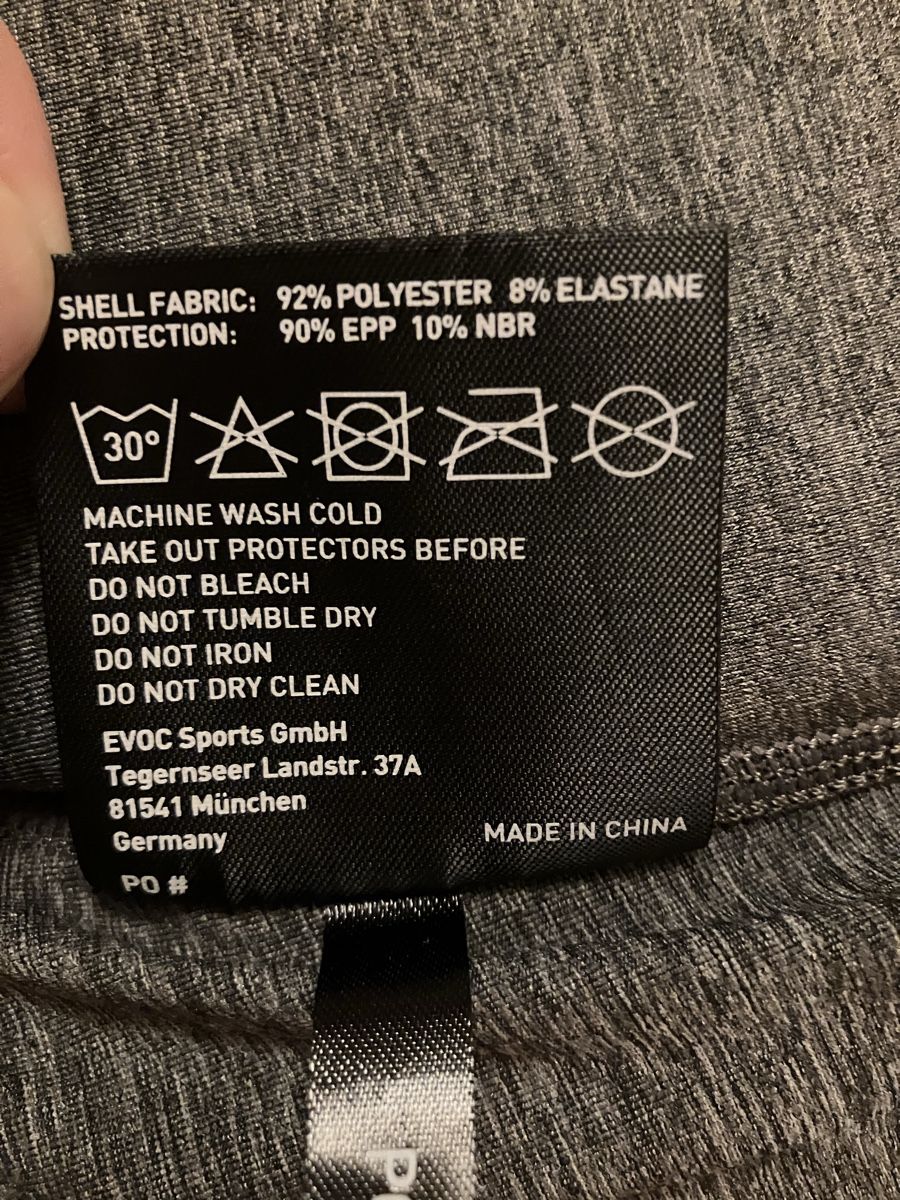 SHELL FABRIC: 92% POLYESTER 8% ELASTANE
PROTECTION: 90% EPP 10% NBR
30°
MACHINE WASH COLD
TAKE OUT PROTECTORS BEFORE
DO NOT BLEACH
DO NOT TUMBLE DRY
DO NOT IRON
DO NOT DRY CLEAN
EVOC Sports GmbH
Tegernseer Landstr. 37A
81541 München
Germany
MADE IN CHINA
PO #